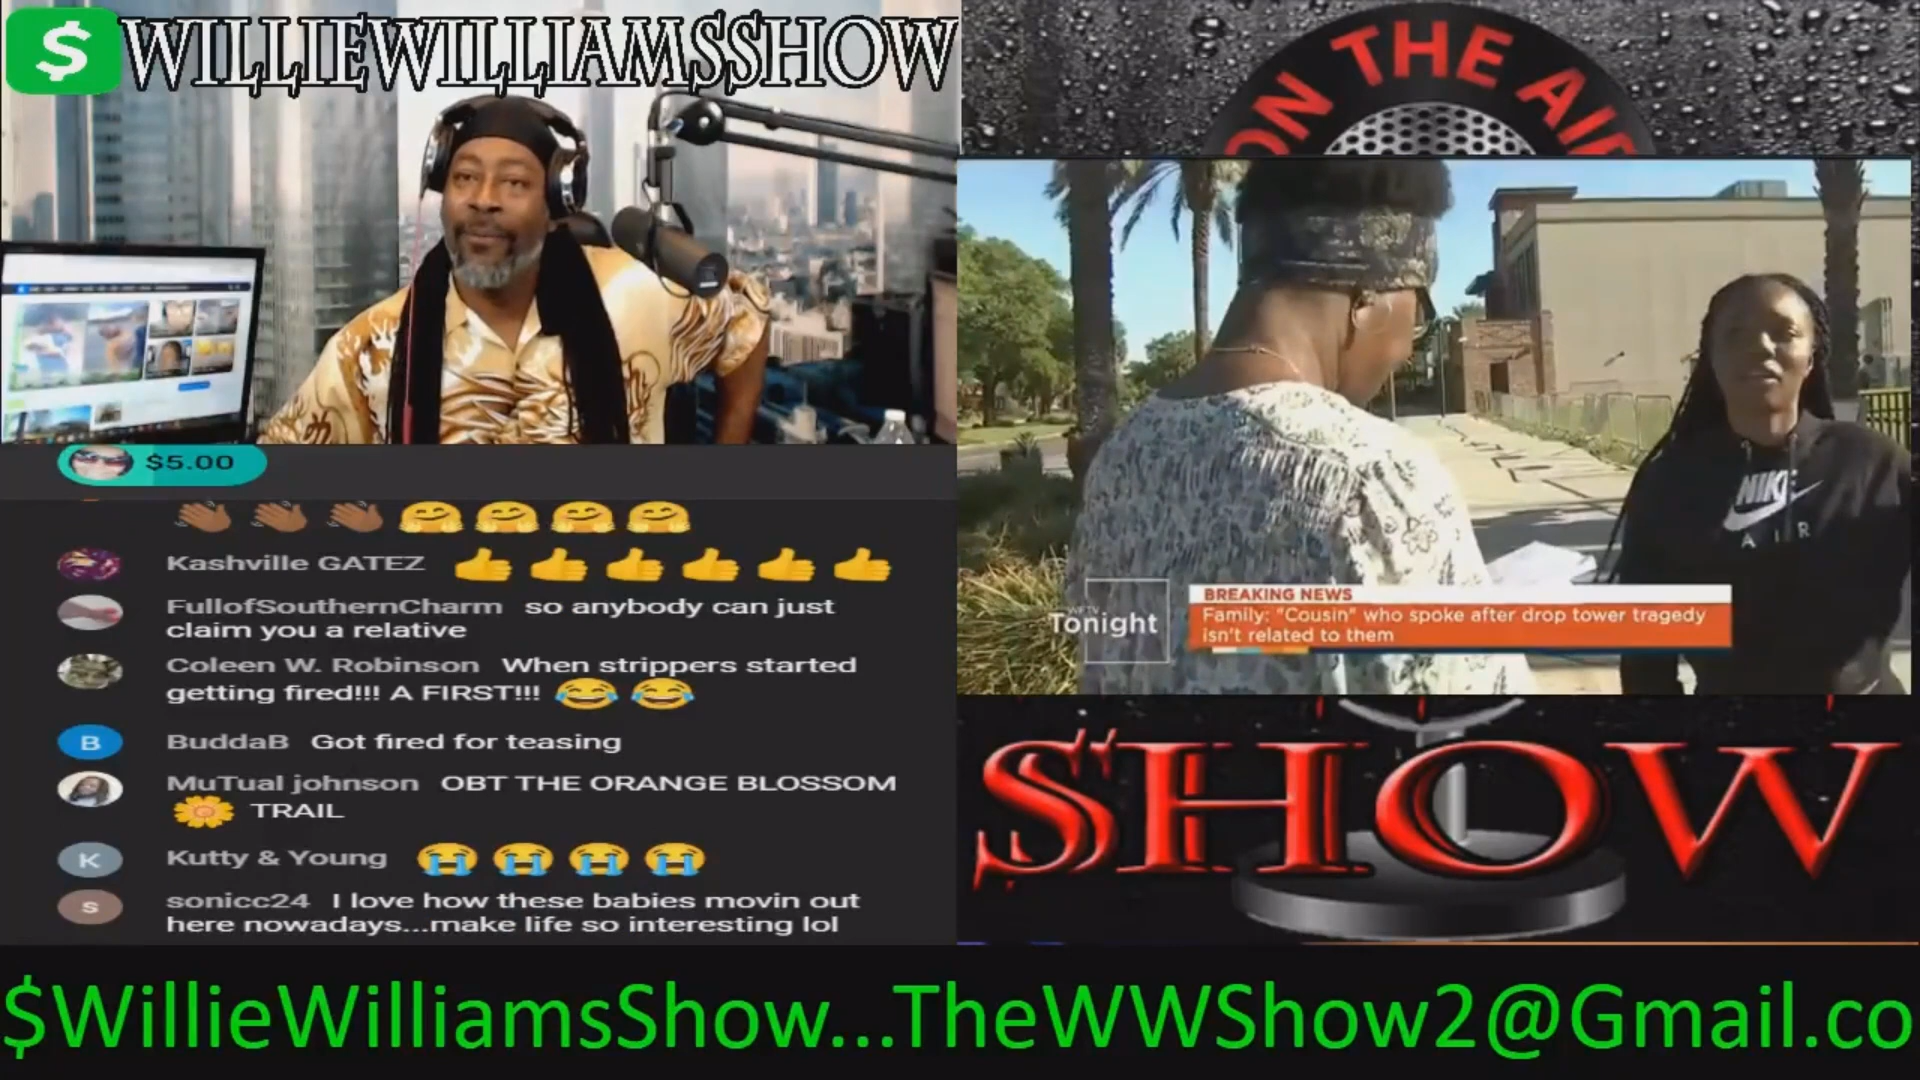 $ WILLIEWILLIAMSSHOW
ON THE AIR
$5.00
Kashville GATEZ 👍👍👍👍👍👍
FullofSouthernCharm so anybody can just
claim you a relative
Coleen W. Robinson When strippers started
getting fired!!! A FIRST!!! 😂😂
B BuddaB Got fired for teasing
MuTual johnson OBT THE ORANGE BLOSSOM
🌼 TRAIL
K Kutty & Young 😭😭😭😭
s sonicc24 I love how these babies movin out
here nowadays...make life so interesting lol
NIKE
AIR
WFTV
Tonight
BREAKING NEWS
Family: "Cousin" who spoke after drop tower tragedy
isn't related to them
SHOW
$WillieWilliamsShow...TheWWShow2@Gmail.co